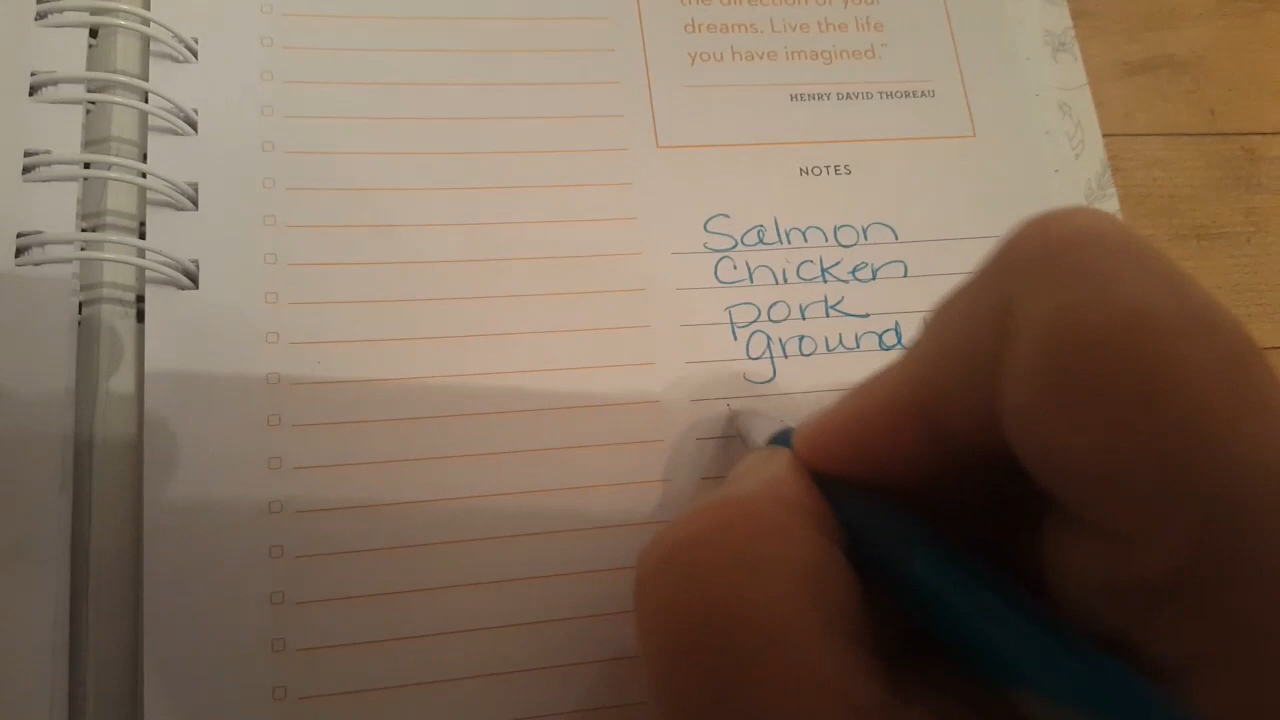 the direction of your
dreams. Live the life
you have imagined."
HENRY DAVID THOREAU
NOTES
Salmon
Chicken
pork
ground